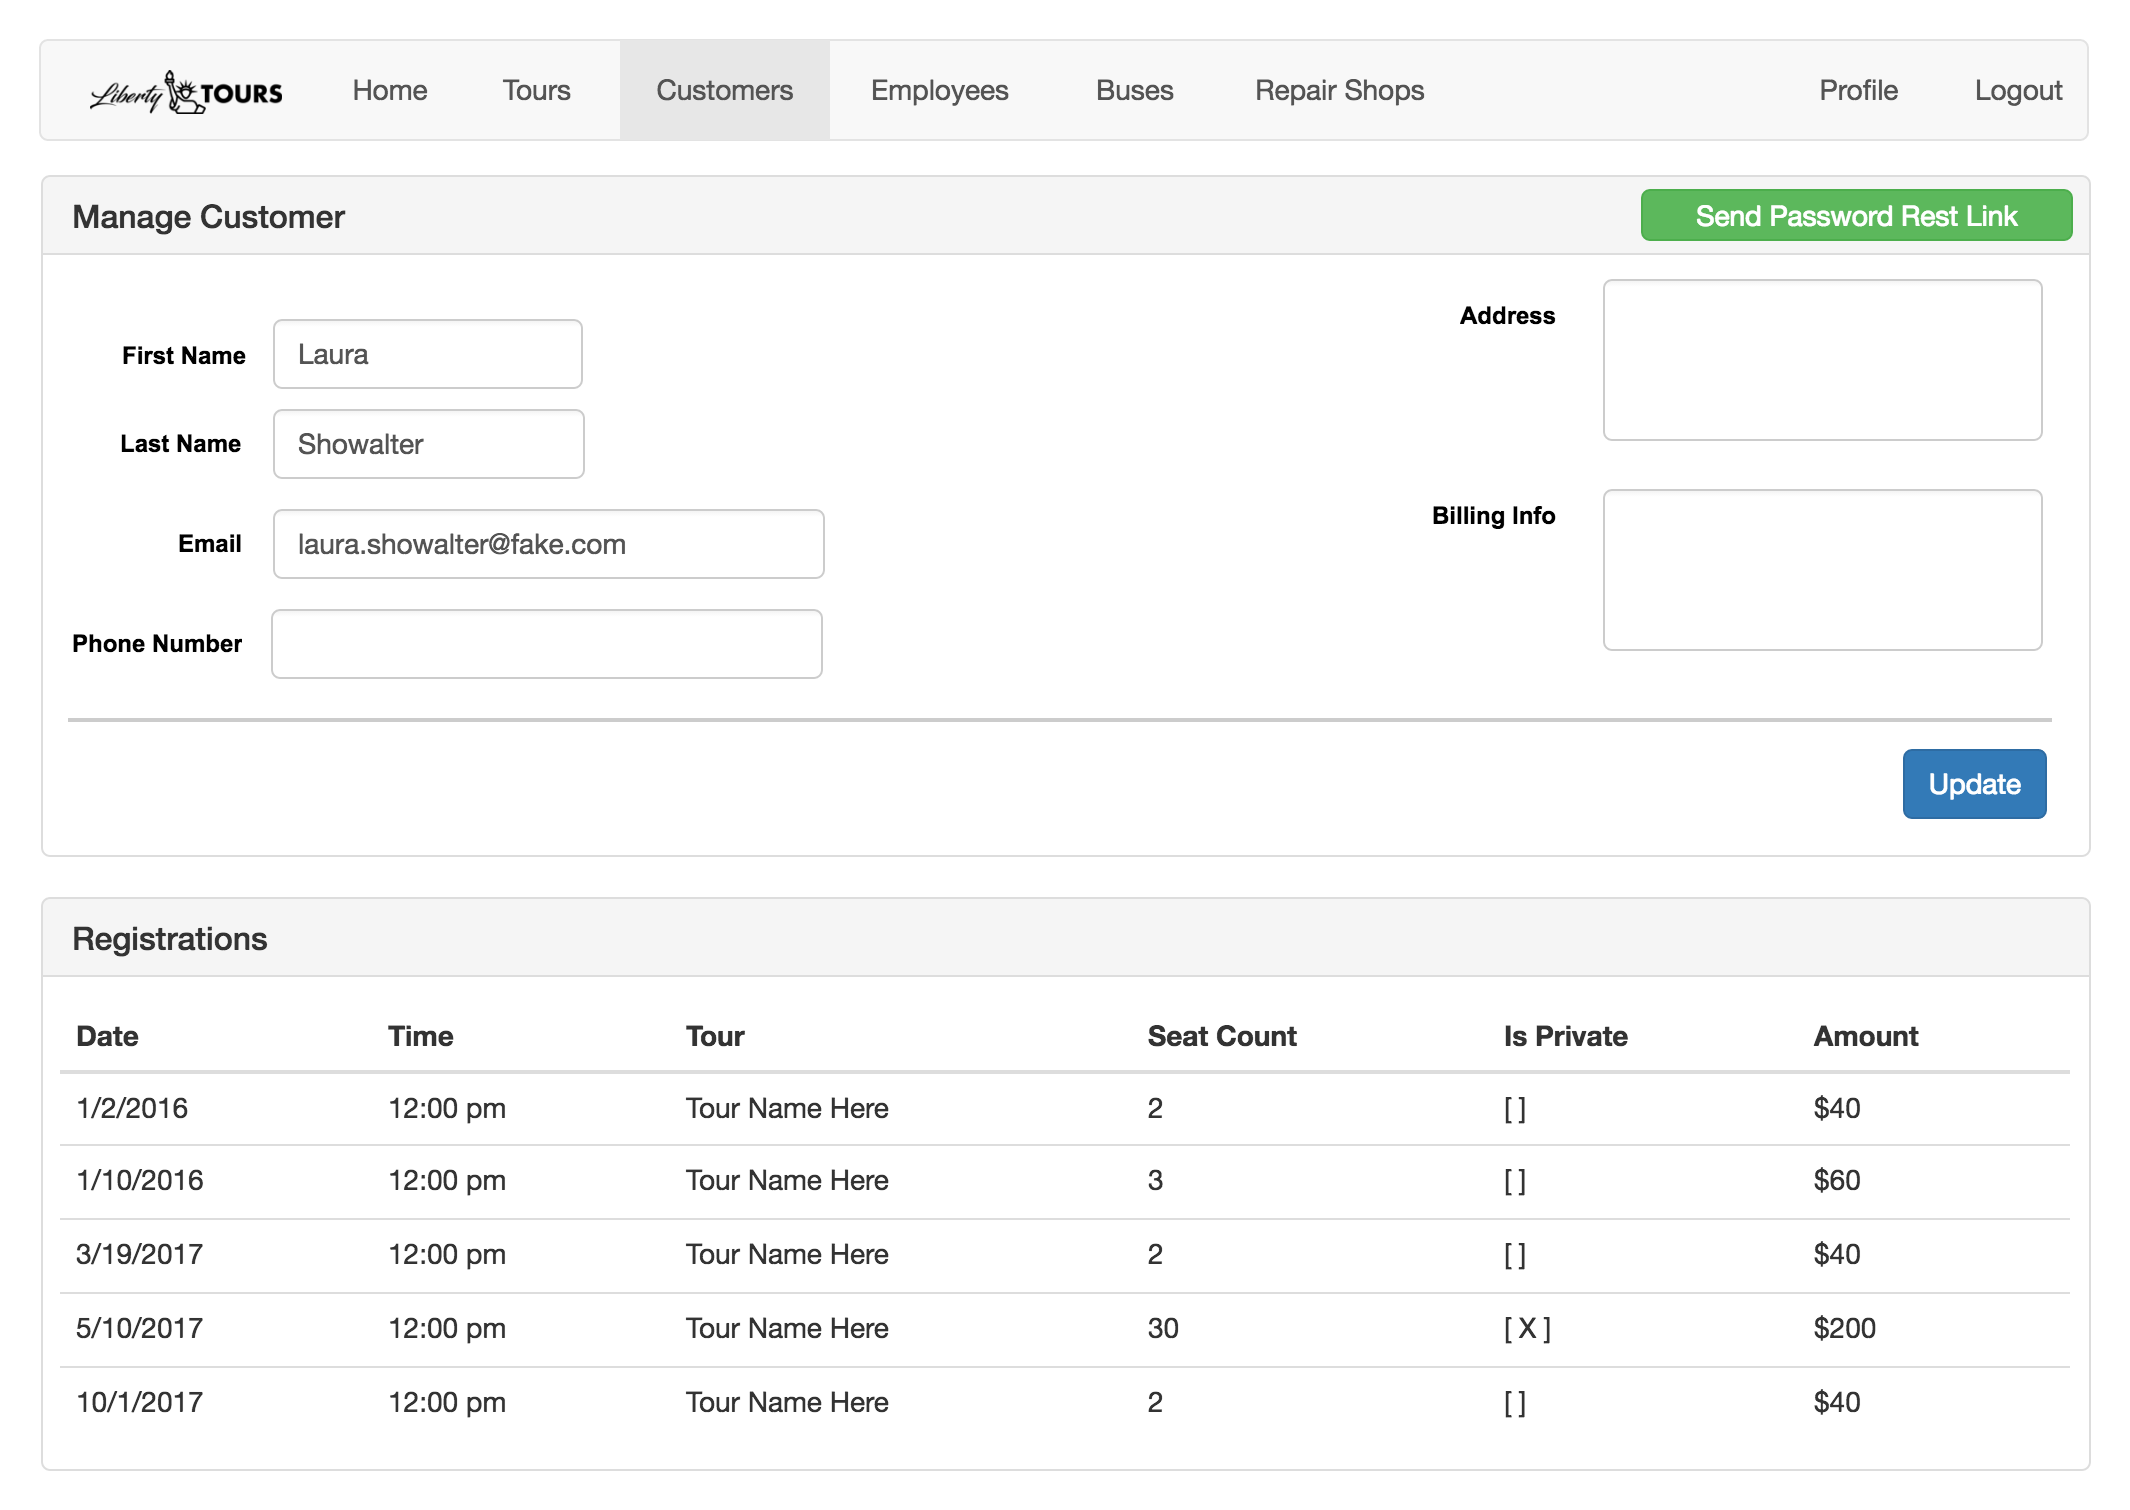 Liberty TOURS Home Tours Customers Employees Buses Repair Shops Profile Logout
Manage Customer Send Password Rest Link
First Name Laura
Last Name Showalter
Email laura.showalter@fake.com
Phone Number
Address
Billing Info
Update
Registrations
Date Time Tour Seat Count Is Private Amount
1/2/2016 12:00 pm Tour Name Here 2 [ ] $40
1/10/2016 12:00 pm Tour Name Here 3 [ ] $60
3/19/2017 12:00 pm Tour Name Here 2 [ ] $40
5/10/2017 12:00 pm Tour Name Here 30 [ X ] $200
10/1/2017 12:00 pm Tour Name Here 2 [ ] $40